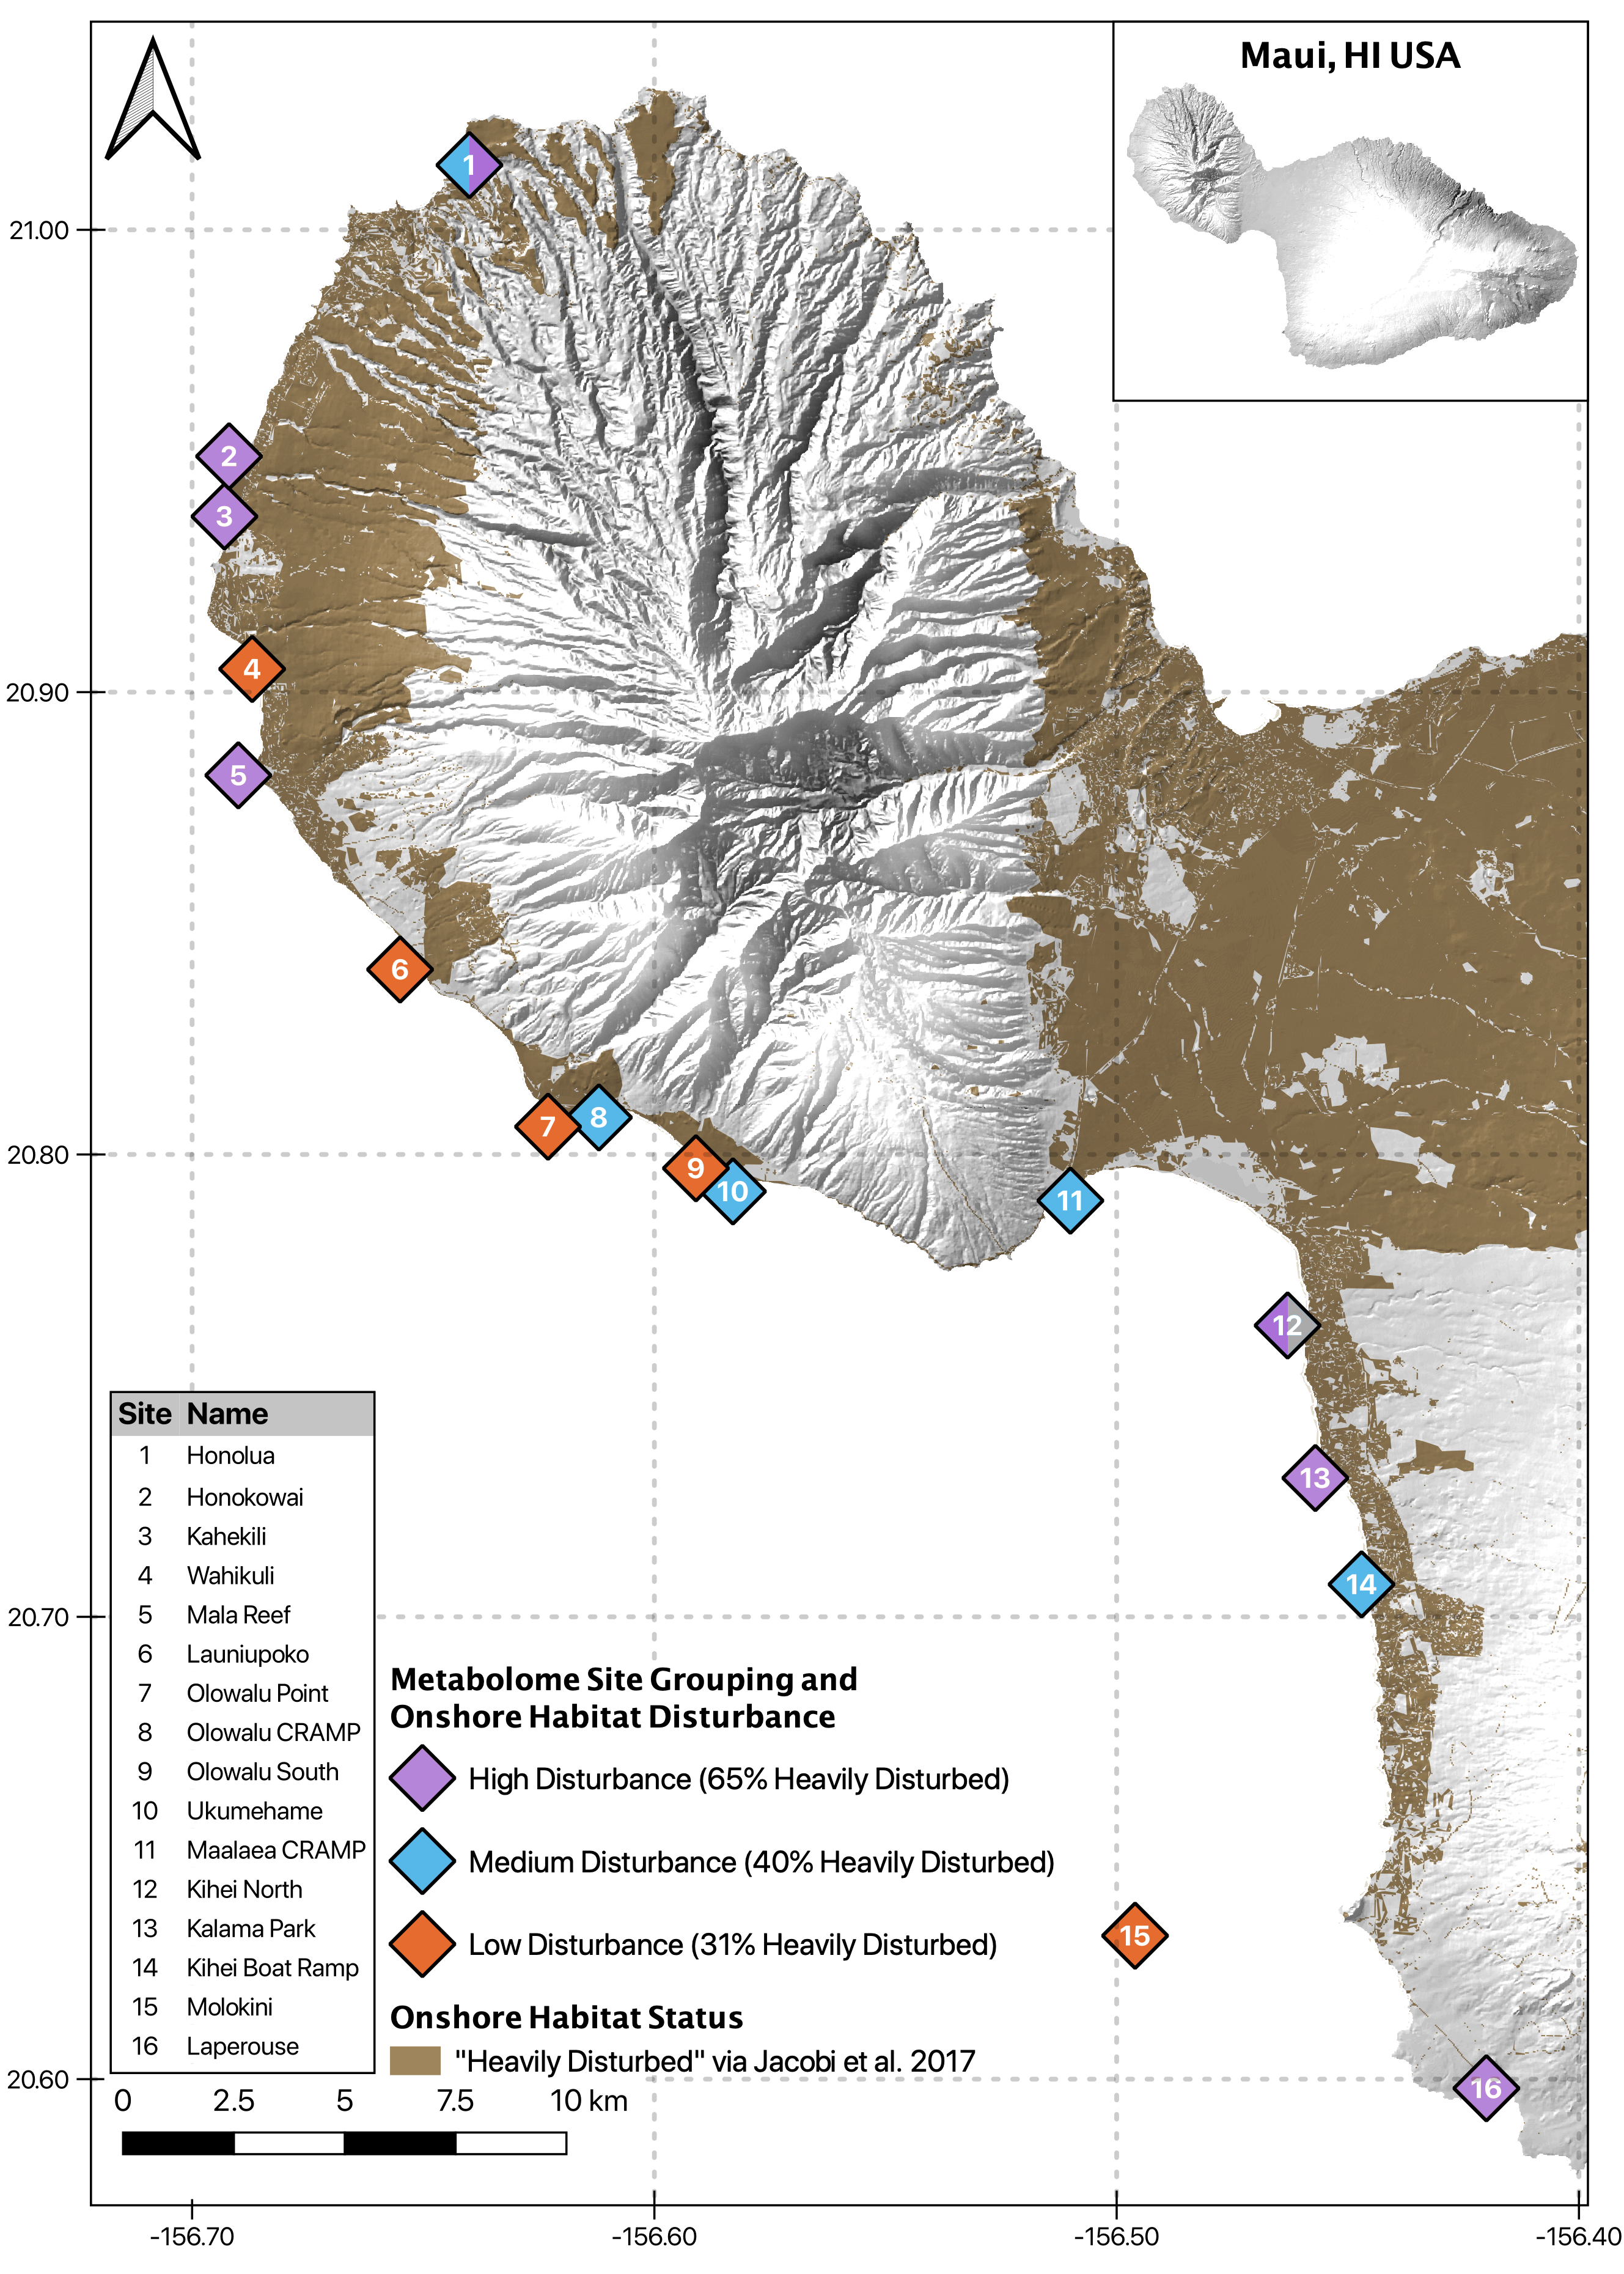 Maui, HI USA
1
21.00
2
3
4
20.90
5
6
7
8
20.80
9
10
11
12
13
14
20.70
15
16
20.60
Site Name
1 Honolua
2 Honokowai
3 Kahekili
4 Wahikuli
5 Mala Reef
6 Launiupoko
7 Olowalu Point
8 Olowalu CRAMP
9 Olowalu South
10 Ukumehame
11 Maalaea CRAMP
12 Kihei North
13 Kalama Park
14 Kihei Boat Ramp
15 Molokini
16 Laperouse
Metabolome Site Grouping and
Onshore Habitat Disturbance
High Disturbance (65% Heavily Disturbed)
Medium Disturbance (40% Heavily Disturbed)
Low Disturbance (31% Heavily Disturbed)
Onshore Habitat Status
"Heavily Disturbed" via Jacobi et al. 2017
0 2.5 5 7.5 10 km
-156.70 -156.60 -156.50 -156.40